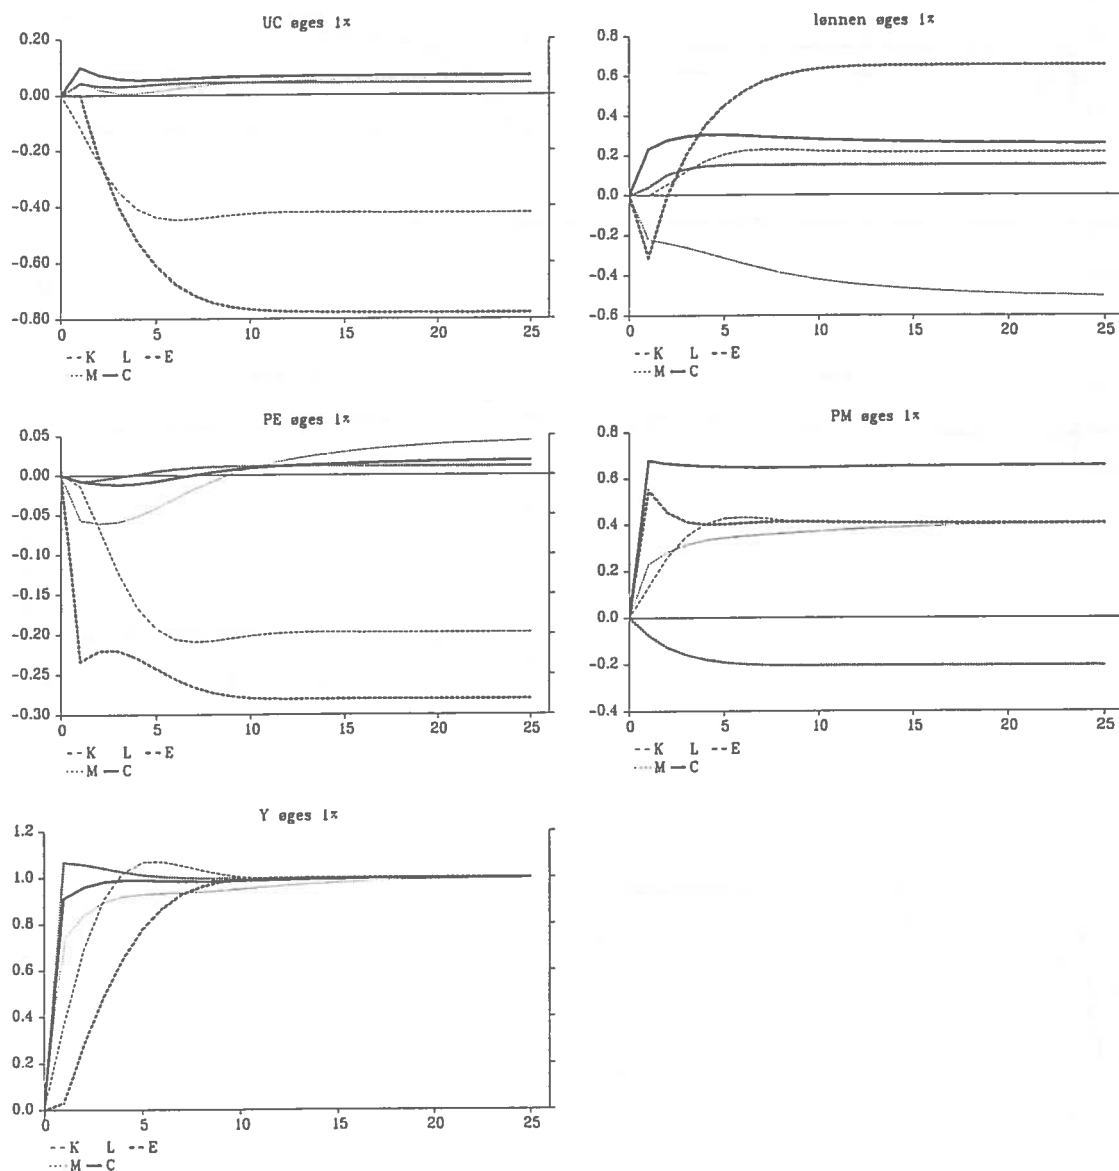 UC øges 1%
0.20
0.00
-0.20
-0.40
-0.60
-0.80
0 5 10 15 20 25
--K L --E
····M —C
lønnen øges 1%
0.8
0.6
0.4
0.2
0.0
-0.2
-0.4
-0.6
0 5 10 15 20 25
--K L --E
····M —C
PE øges 1%
0.05
0.00
-0.05
-0.10
-0.15
-0.20
-0.25
-0.30
0 5 10 15 20 25
--K L --E
····M —C
PM øges 1%
0.8
0.6
0.4
0.2
0.0
-0.2
-0.4
0 5 10 15 20 25
--K L --E
····M —C
Y øges 1%
1.2
1.0
0.8
0.6
0.4
0.2
0.0
0 5 10 15 20 25
--K L --E
····M —C